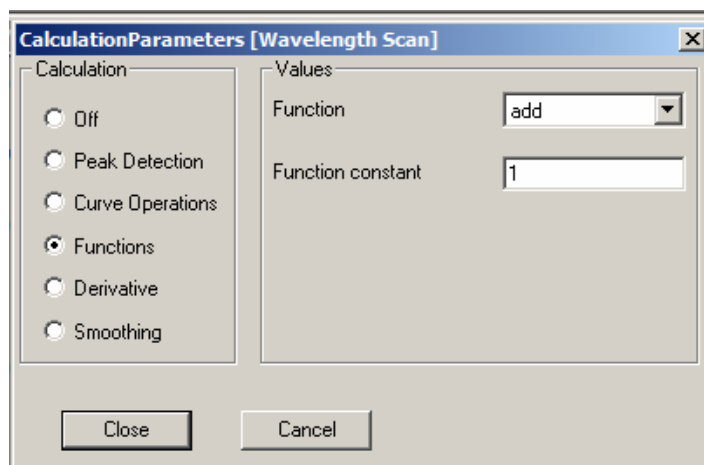 CalculationParameters [Wavelength Scan]
Calculation
Off
Peak Detection
Curve Operations
Functions
Derivative
Smoothing
Values
Function
add
Function constant
1
Close
Cancel